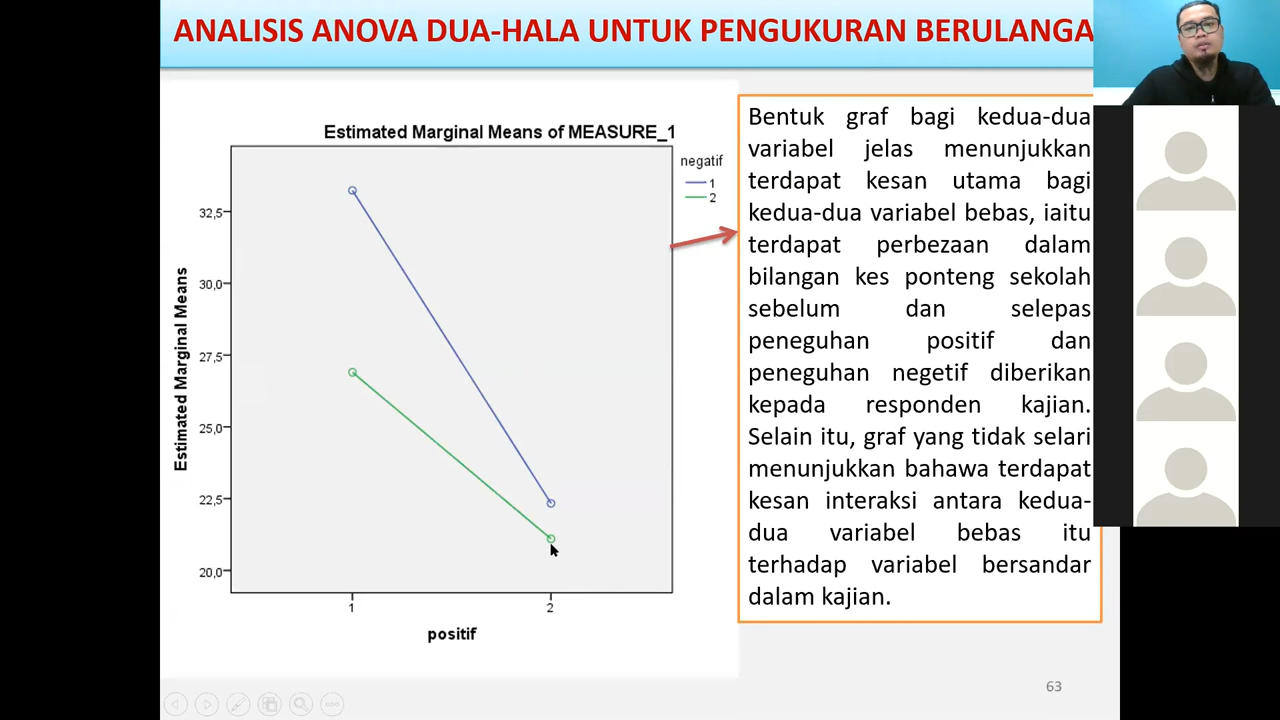 ANALISIS ANOVA DUA-HALA UNTUK PENGUKURAN BERULANGA
Estimated Marginal Means of MEASURE_1
negatif
1
2
Estimated Marginal Means
32,5
30,0
27,5
25,0
22,5
20,0
1
2
positif
Bentuk graf bagi kedua-dua
variabel jelas menunjukkan
terdapat kesan utama bagi
kedua-dua variabel bebas, iaitu
terdapat perbezaan dalam
bilangan kes ponteng sekolah
sebelum dan selepas
peneguhan positif dan
peneguhan negetif diberikan
kepada responden kajian.
Selain itu, graf yang tidak selari
menunjukkan bahawa terdapat
kesan interaksi antara kedua-
dua variabel bebas itu
terhadap variabel bersandar
dalam kajian.
63